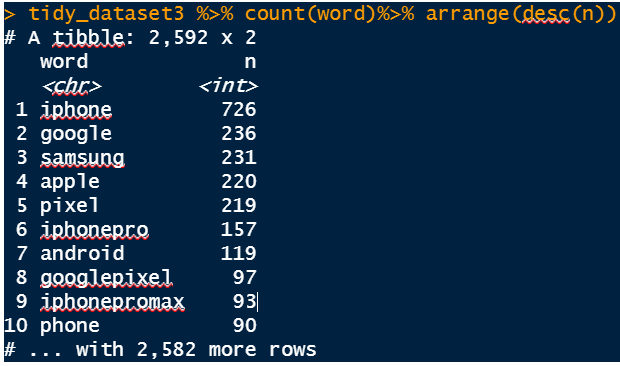 > tidy_dataset3 %>% count(word)%>% arrange(desc(n))
# A tibble: 2,592 x 2
word n
<chr> <int>
1 iphone 726
2 google 236
3 samsung 231
4 apple 220
5 pixel 219
6 iphonepro 157
7 android 119
8 googlepixel 97
9 iphonepromax 93
10 phone 90
# ... with 2,582 more rows